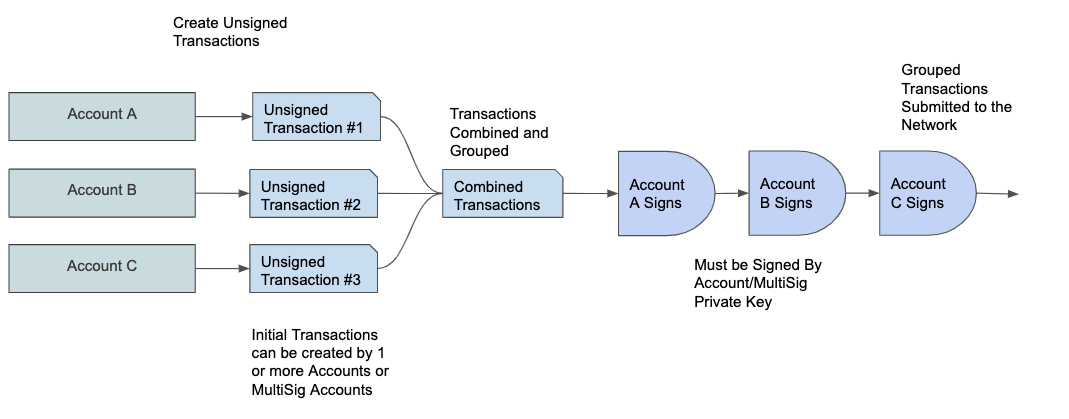 Create Unsigned
Transactions
Account A
Unsigned
Transaction #1
Account B
Unsigned
Transaction #2
Account C
Unsigned
Transaction #3
Initial Transactions
can be created by 1
or more Accounts or
MultiSig Accounts
Transactions
Combined and
Grouped
Combined
Transactions
Account
A Signs
Account
B Signs
Account
C Signs
Must be Signed By
Account/MultiSig
Private Key
Grouped
Transactions
Submitted to the
Network